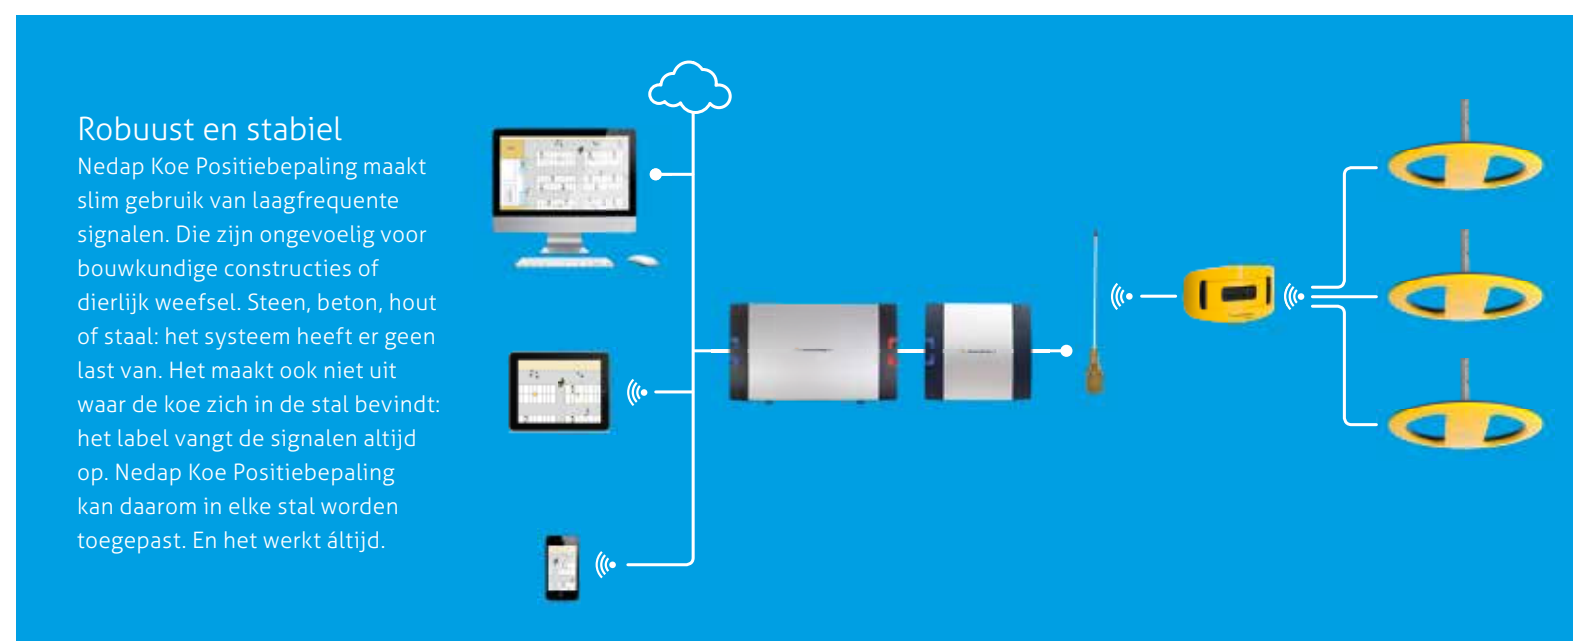 Robuust en stabiel
Nedap Koe Positiebepaling maakt
slim gebruik van laagfrequente
signalen. Die zijn ongevoelig voor
bouwkundige constructies of
dierlijk weefsel. Steen, beton, hout
of staal: het systeem heeft er geen
last van. Het maakt ook niet uit
waar de koe zich in de stal bevindt:
het label vangt de signalen altijd
op. Nedap Koe Positiebepaling
kan daarom in elke stal worden
toegepast. En het werkt áltijd.